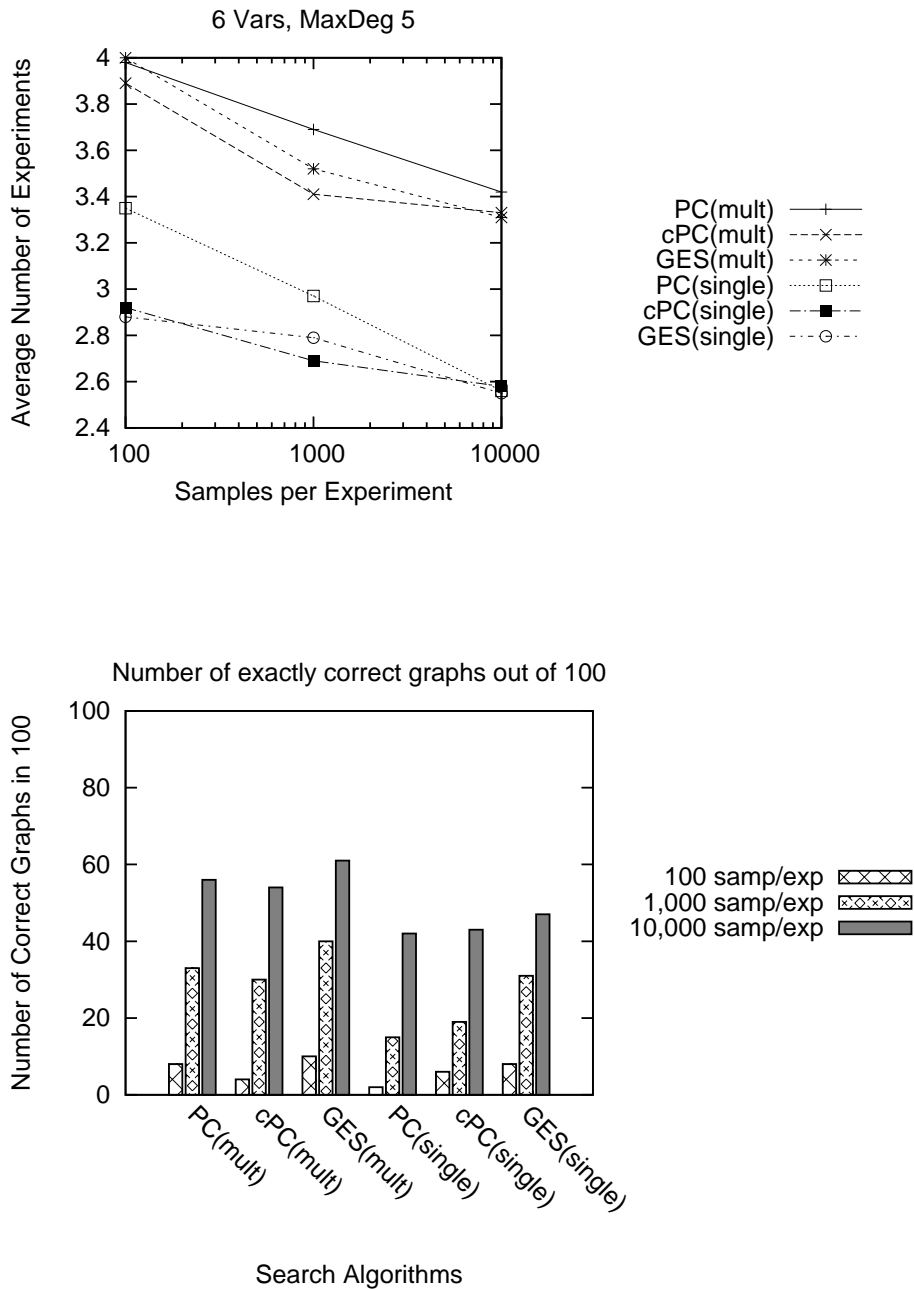 6 Vars, MaxDeg 5
Average Number of Experiments
4
3.8
3.6
3.4
3.2
3
2.8
2.6
2.4
100 1000 10000
Samples per Experiment
PC(mult)
cPC(mult)
GES(mult)
PC(single)
cPC(single)
GES(single)
Number of exactly correct graphs out of 100
Number of Correct Graphs in 100
100
80
60
40
20
0
PC(mult)
cPC(mult)
GES(mult)
PC(single)
cPC(single)
GES(single)
Search Algorithms
100 samp/exp
1,000 samp/exp
10,000 samp/exp